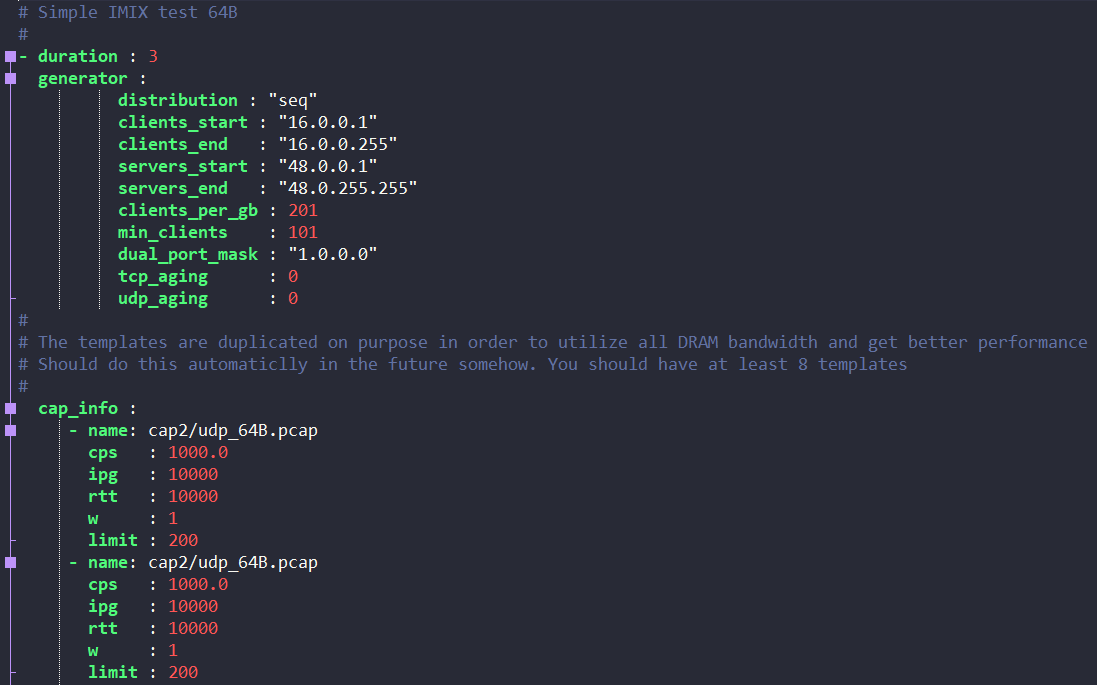 # Simple IMIX test 64B
#
- duration : 3
  generator :
          distribution : "seq"
          clients_start : "16.0.0.1"
          clients_end   : "16.0.0.255"
          servers_start : "48.0.0.1"
          servers_end   : "48.0.255.255"
          clients_per_gb : 201
          min_clients    : 101
          dual_port_mask : "1.0.0.0"
          tcp_aging      : 0
          udp_aging      : 0
#
# The templates are duplicated on purpose in order to utilize all DRAM bandwidth and get better performance
# Should do this automaticlly in the future somehow. You should have at least 8 templates
#
  cap_info :
     - name: cap2/udp_64B.pcap
       cps   : 1000.0
       ipg   : 10000
       rtt   : 10000
       w     : 1
       limit : 200
     - name: cap2/udp_64B.pcap
       cps   : 1000.0
       ipg   : 10000
       rtt   : 10000
       w     : 1
       limit : 200